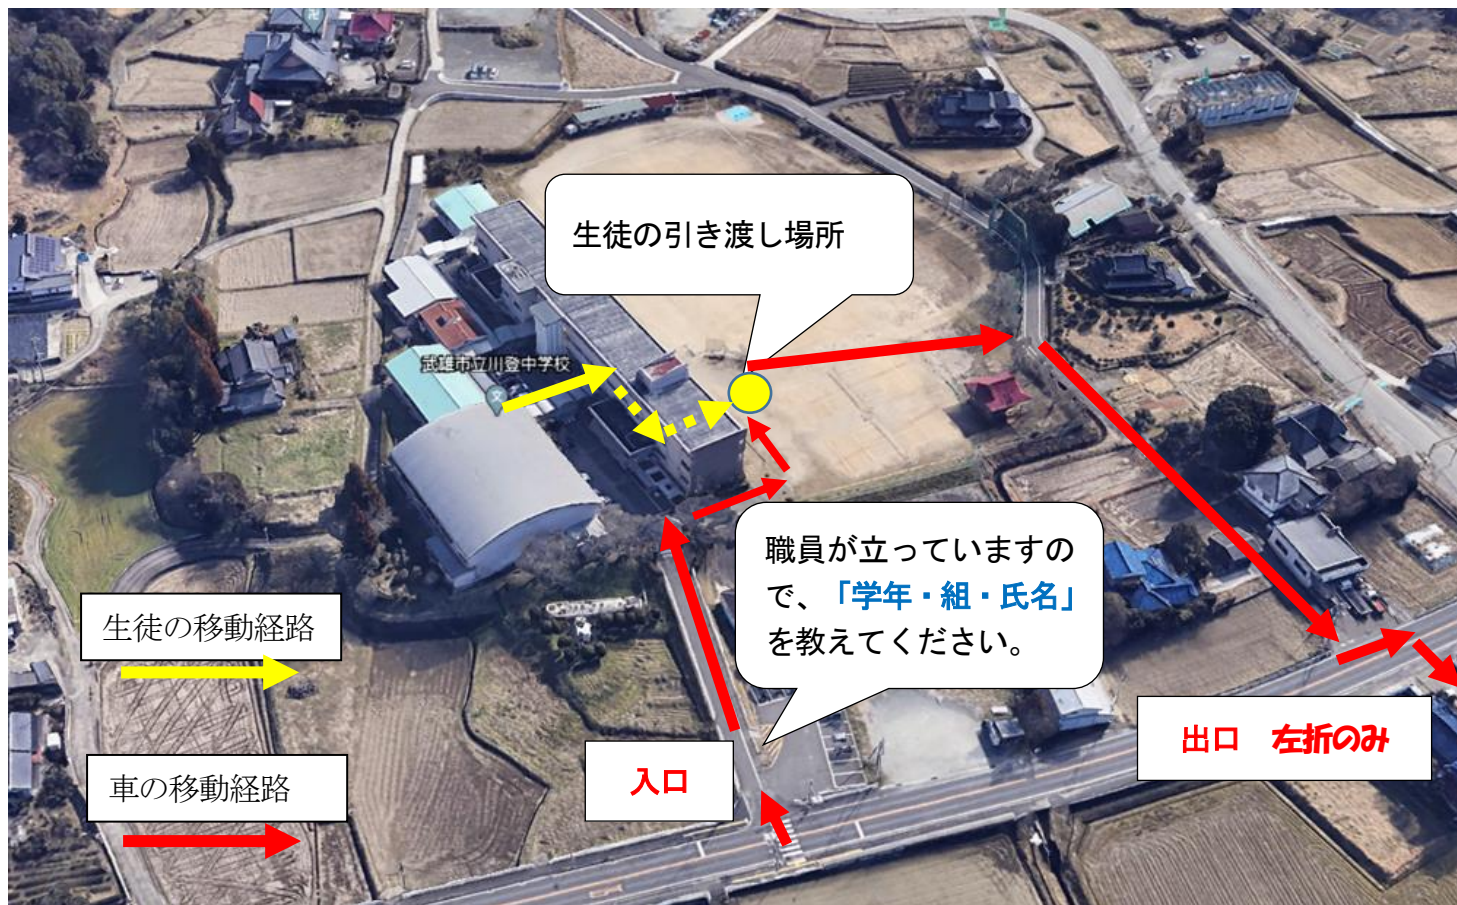 生徒の引き渡し場所
武雄市立川登中学校
文
職員が立っていますの
で、「学年・組・氏名」
を教えてください。
生徒の移動経路
車の移動経路
入口
出口　左折のみ